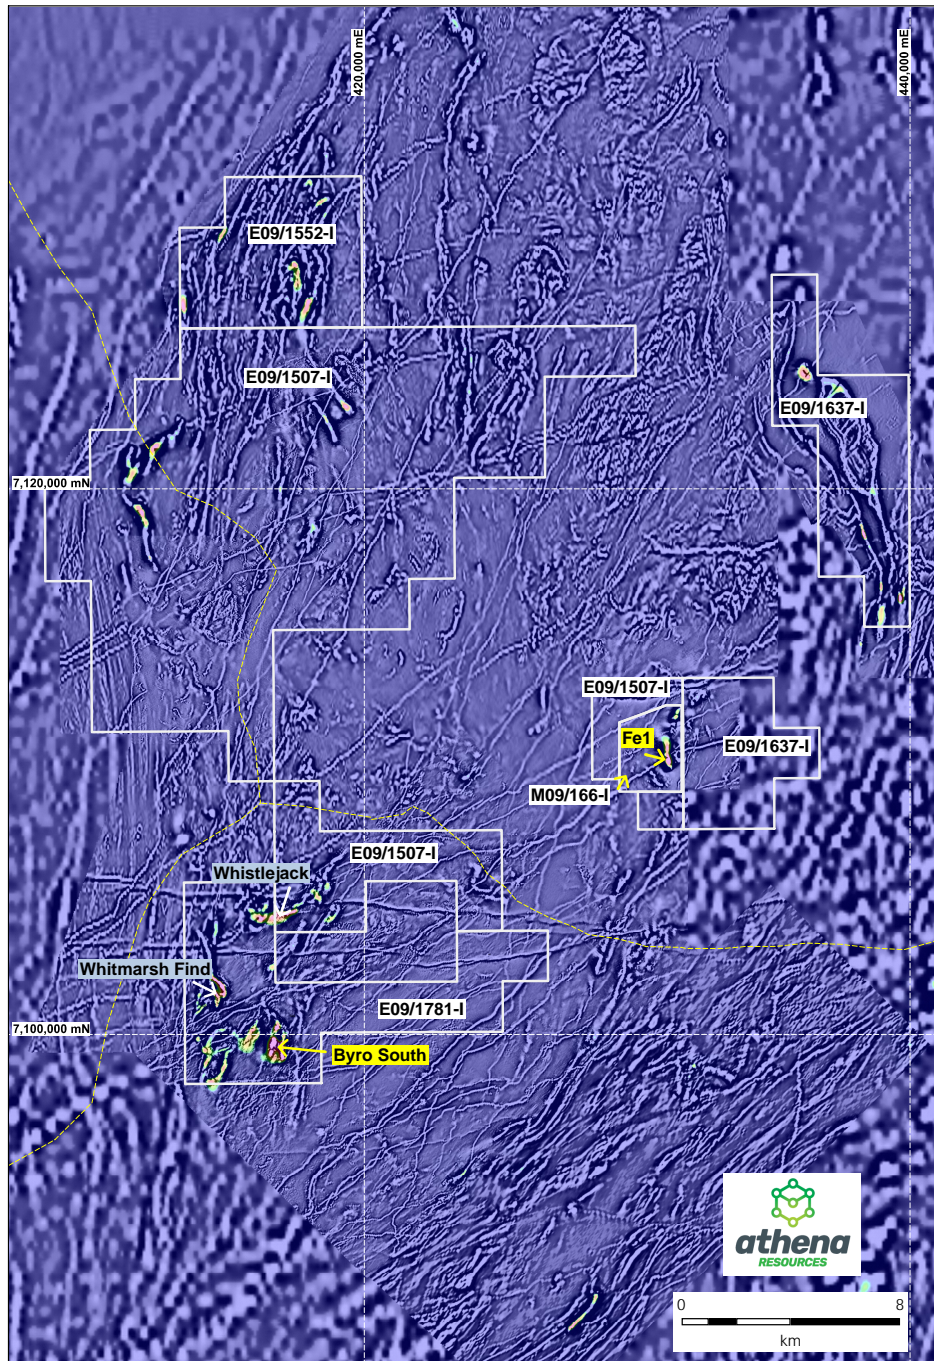 420,000 mE
440,000 mE
E09/1552-I
E09/1507-I
E09/1637-I
7,120,000 mN
E09/1507-I
Fe1
E09/1637-I
M09/166-I
E09/1507-I
Whistlejack
Whitmarsh Find
E09/1781-I
7,100,000 mN
Byro South
athena
RESOURCES
0 8
km